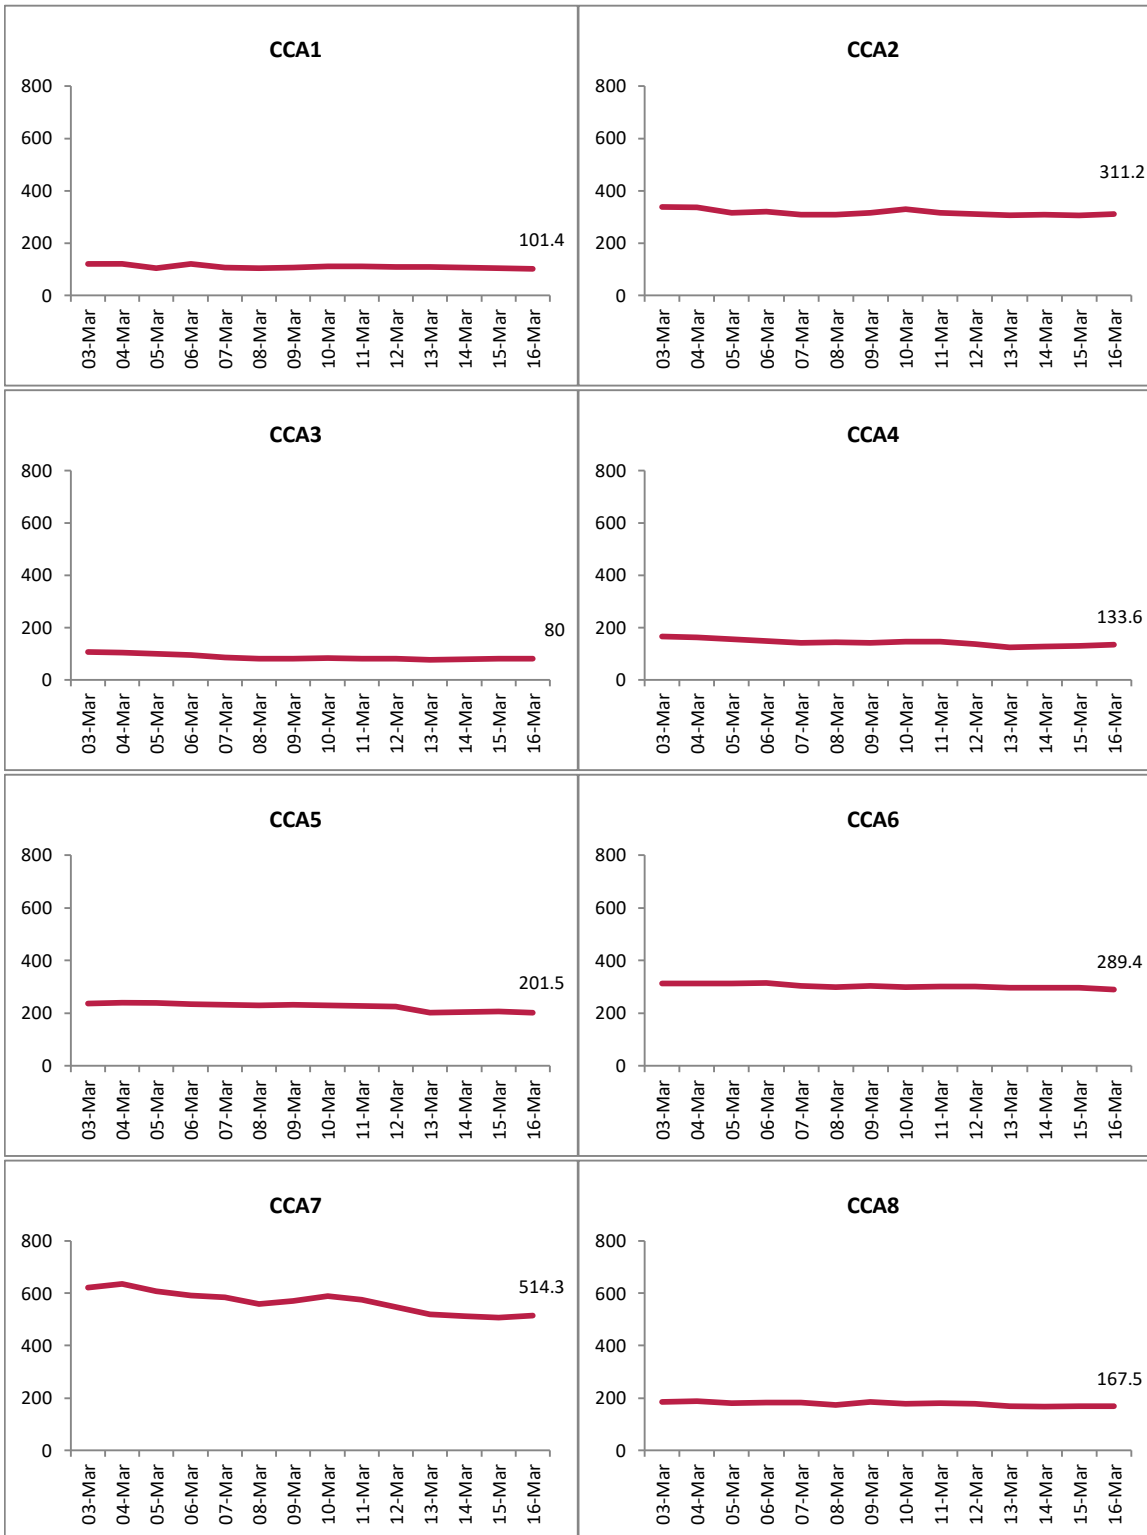 CCA1
800
600
400
200
0
101.4
03-Mar
04-Mar
05-Mar
06-Mar
07-Mar
08-Mar
09-Mar
10-Mar
11-Mar
12-Mar
13-Mar
14-Mar
15-Mar
16-Mar
CCA2
800
600
400
200
0
311.2
03-Mar
04-Mar
05-Mar
06-Mar
07-Mar
08-Mar
09-Mar
10-Mar
11-Mar
12-Mar
13-Mar
14-Mar
15-Mar
16-Mar
CCA3
800
600
400
200
0
80
03-Mar
04-Mar
05-Mar
06-Mar
07-Mar
08-Mar
09-Mar
10-Mar
11-Mar
12-Mar
13-Mar
14-Mar
15-Mar
16-Mar
CCA4
800
600
400
200
0
133.6
03-Mar
04-Mar
05-Mar
06-Mar
07-Mar
08-Mar
09-Mar
10-Mar
11-Mar
12-Mar
13-Mar
14-Mar
15-Mar
16-Mar
CCA5
800
600
400
200
0
201.5
03-Mar
04-Mar
05-Mar
06-Mar
07-Mar
08-Mar
09-Mar
10-Mar
11-Mar
12-Mar
13-Mar
14-Mar
15-Mar
16-Mar
CCA6
800
600
400
200
0
289.4
03-Mar
04-Mar
05-Mar
06-Mar
07-Mar
08-Mar
09-Mar
10-Mar
11-Mar
12-Mar
13-Mar
14-Mar
15-Mar
16-Mar
CCA7
800
600
400
200
0
514.3
03-Mar
04-Mar
05-Mar
06-Mar
07-Mar
08-Mar
09-Mar
10-Mar
11-Mar
12-Mar
13-Mar
14-Mar
15-Mar
16-Mar
CCA8
800
600
400
200
0
167.5
03-Mar
04-Mar
05-Mar
06-Mar
07-Mar
08-Mar
09-Mar
10-Mar
11-Mar
12-Mar
13-Mar
14-Mar
15-Mar
16-Mar